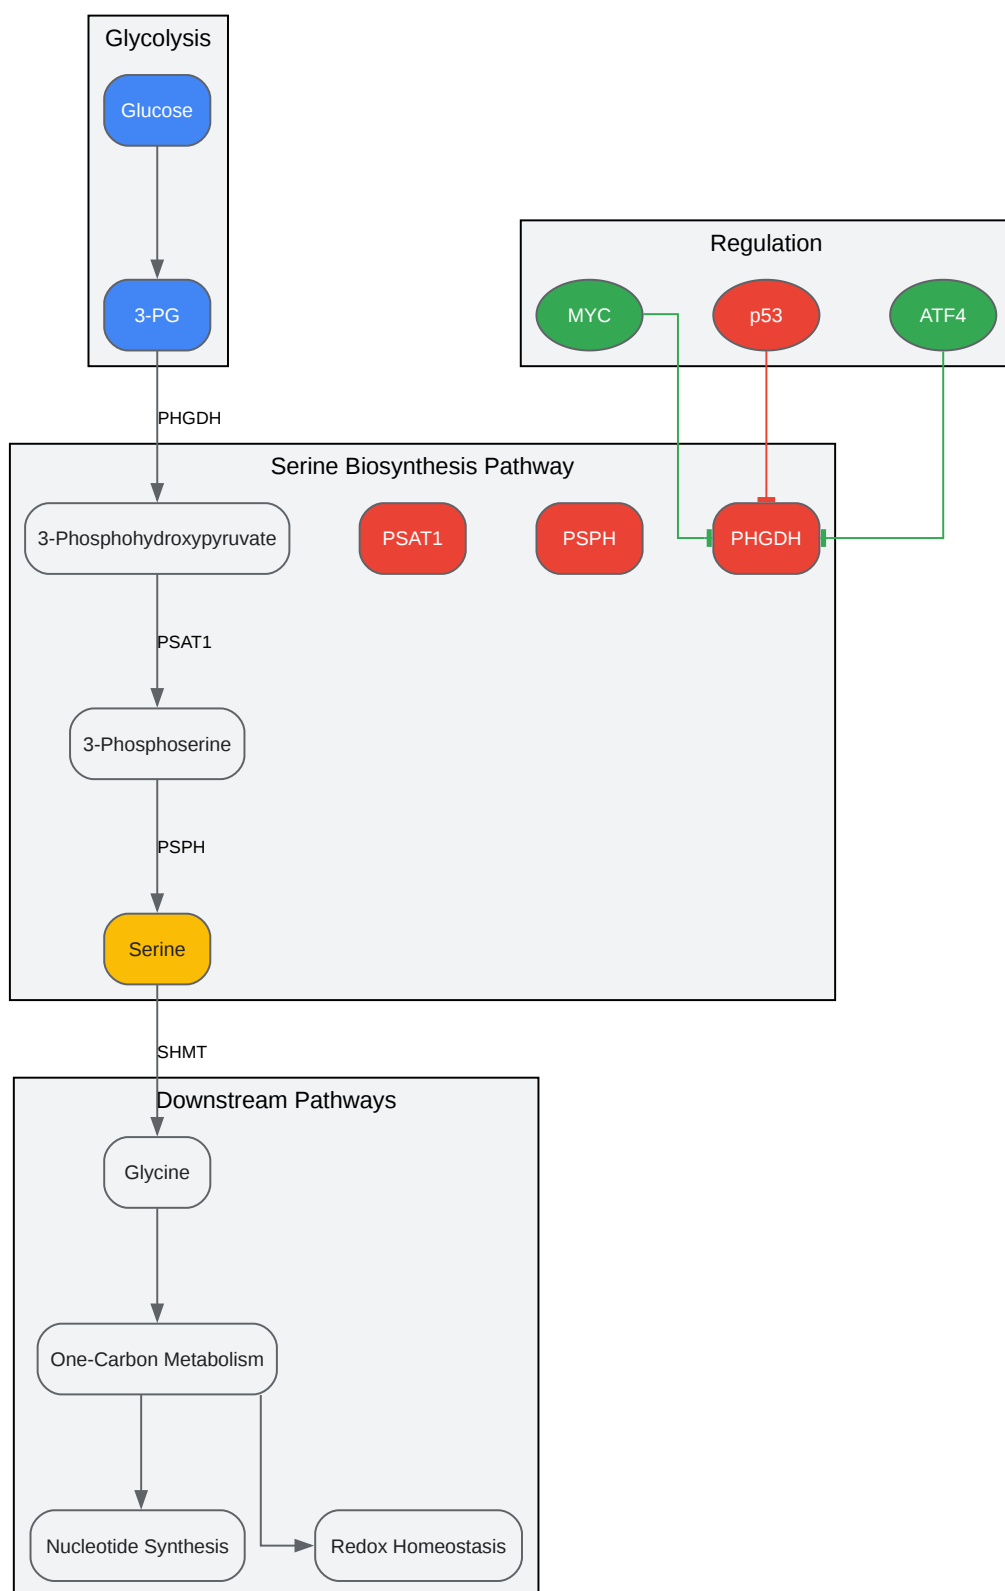 Glycolysis
Glucose
3-PG
Regulation
MYC
p53
ATF4
PHGDH
Serine Biosynthesis Pathway
3-Phosphohydroxypyruvate
PSAT1
PSPH
PHGDH
PSAT1
3-Phosphoserine
PSPH
Serine
SHMT
Downstream Pathways
Glycine
One-Carbon Metabolism
Nucleotide Synthesis
Redox Homeostasis